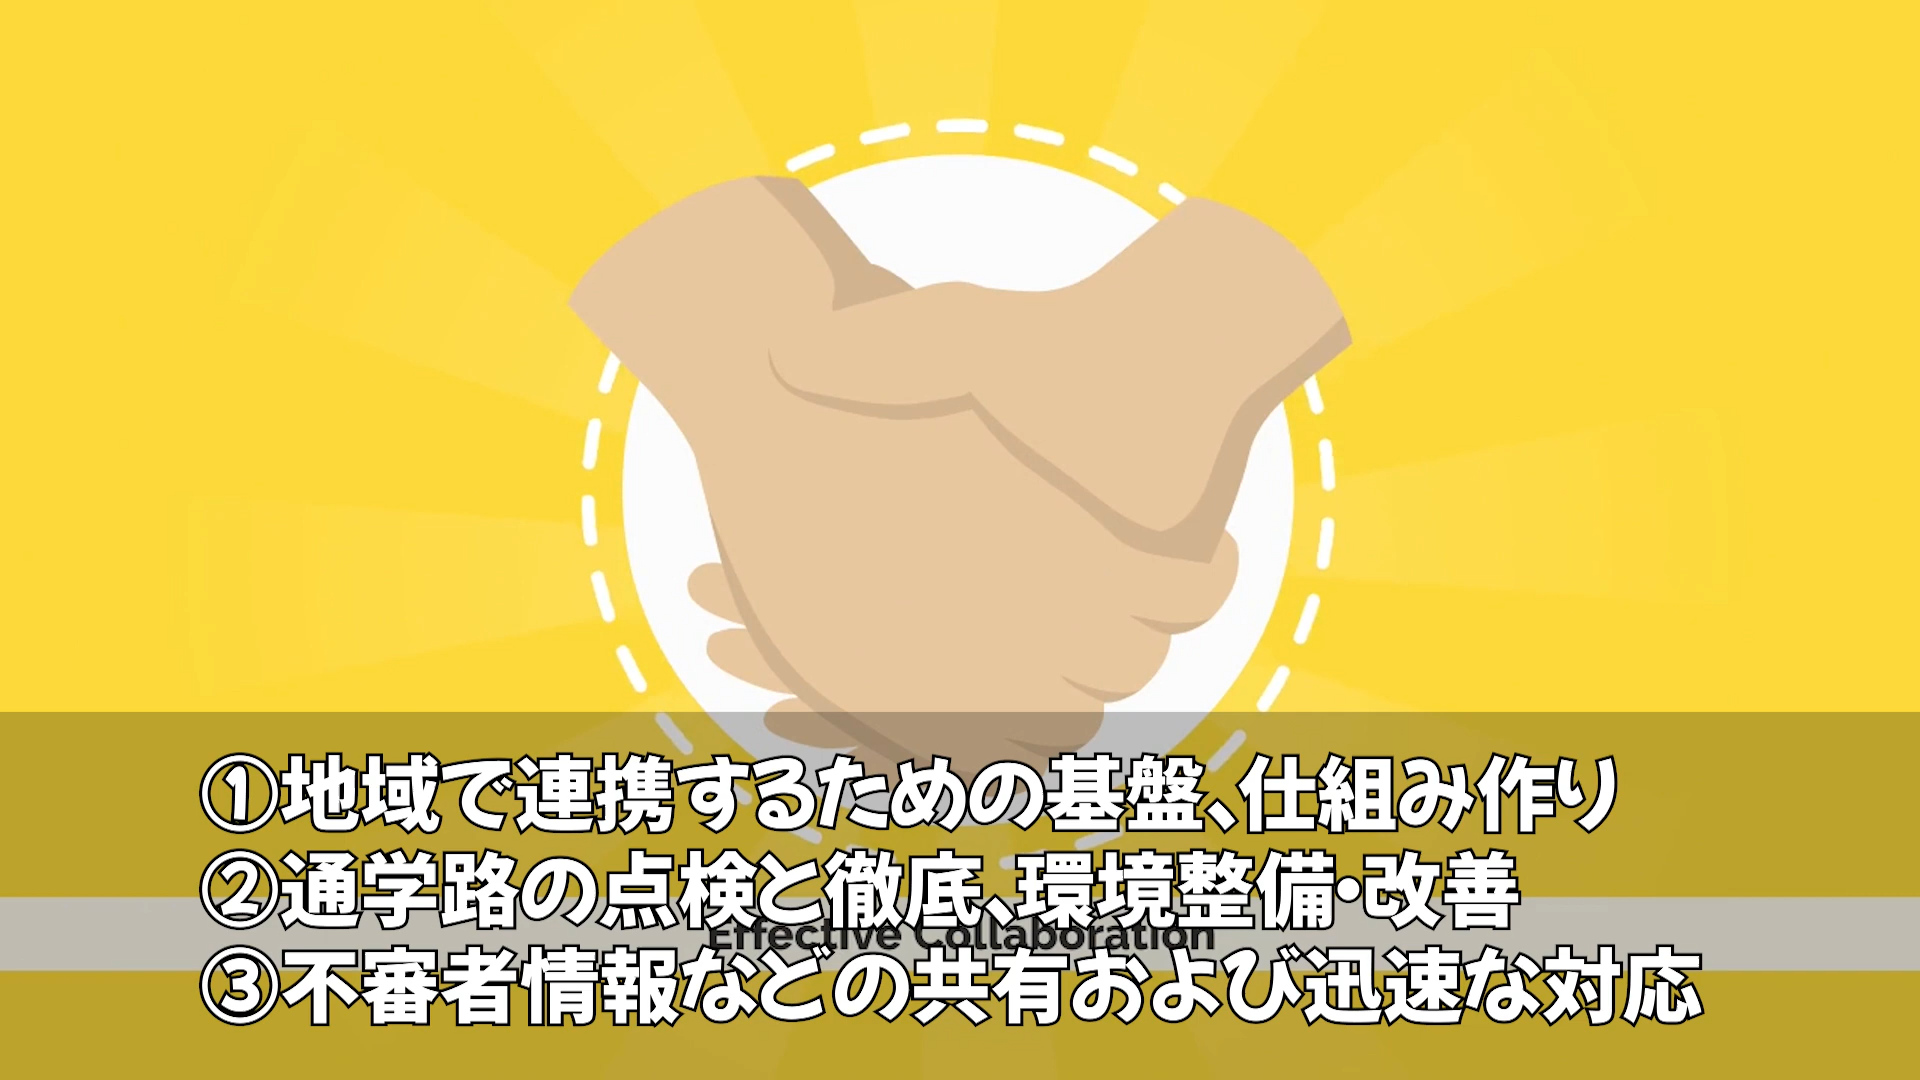 ①地域で連携するための基盤、仕組み作り
②通学路の点検と徹底、環境整備・改善
Effective Collaboration
③不審者情報などの共有および迅速な対応